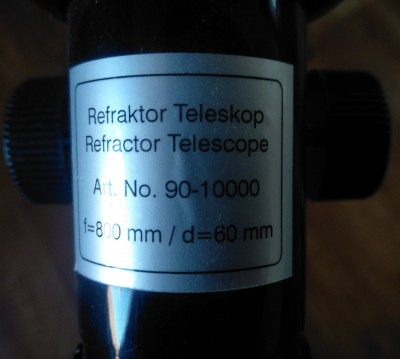 Refraktor Teleskop
Refractor Telescope
Art. No. 90-10000
f=800 mm / d=60 mm